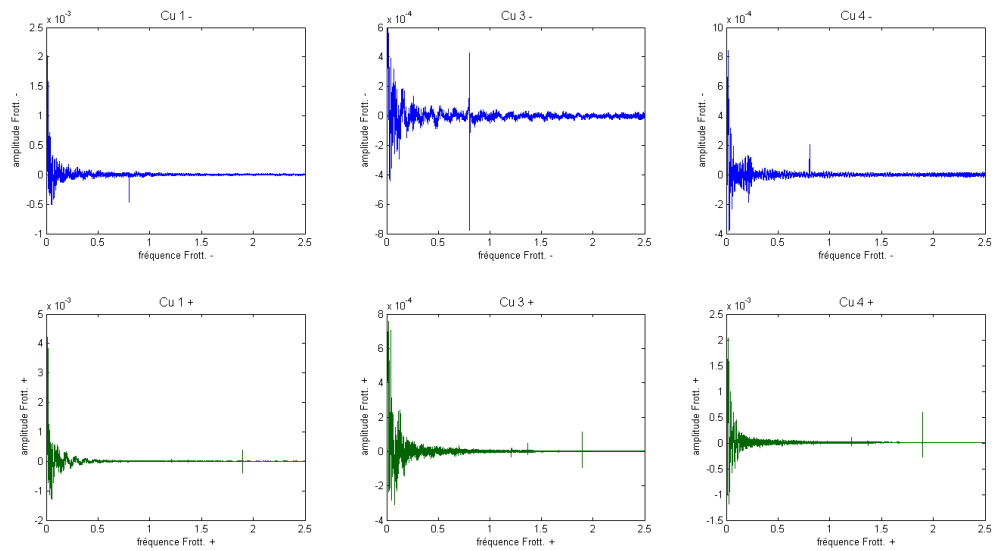 Cu 1 -
x 10-3
2.5
2
1.5
1
0.5
0
-0.5
-1
0 0.5 1 1.5 2 2.5
amplitude Frott. -
fréquence Frott. -
Cu 3 -
x 10-4
6
4
2
0
-2
-4
-6
-8
0 0.5 1 1.5 2 2.5
amplitude Frott. -
fréquence Frott. -
Cu 4 -
x 10-4
10
8
6
4
2
0
-2
-4
0 0.5 1 1.5 2 2.5
amplitude Frott. -
fréquence Frott. -
Cu 1 +
x 10-3
5
4
3
2
1
0
-1
-2
0 0.5 1 1.5 2 2.5
amplitude Frott. +
fréquence Frott. +
Cu 3 +
x 10-4
8
6
4
2
0
-2
-4
0 0.5 1 1.5 2 2.5
amplitude Frott. +
fréquence Frott. +
Cu 4 +
x 10-3
2.5
2
1.5
1
0.5
0
-0.5
-1
-1.5
0 0.5 1 1.5 2 2.5
amplitude Frott. +
fréquence Frott. +